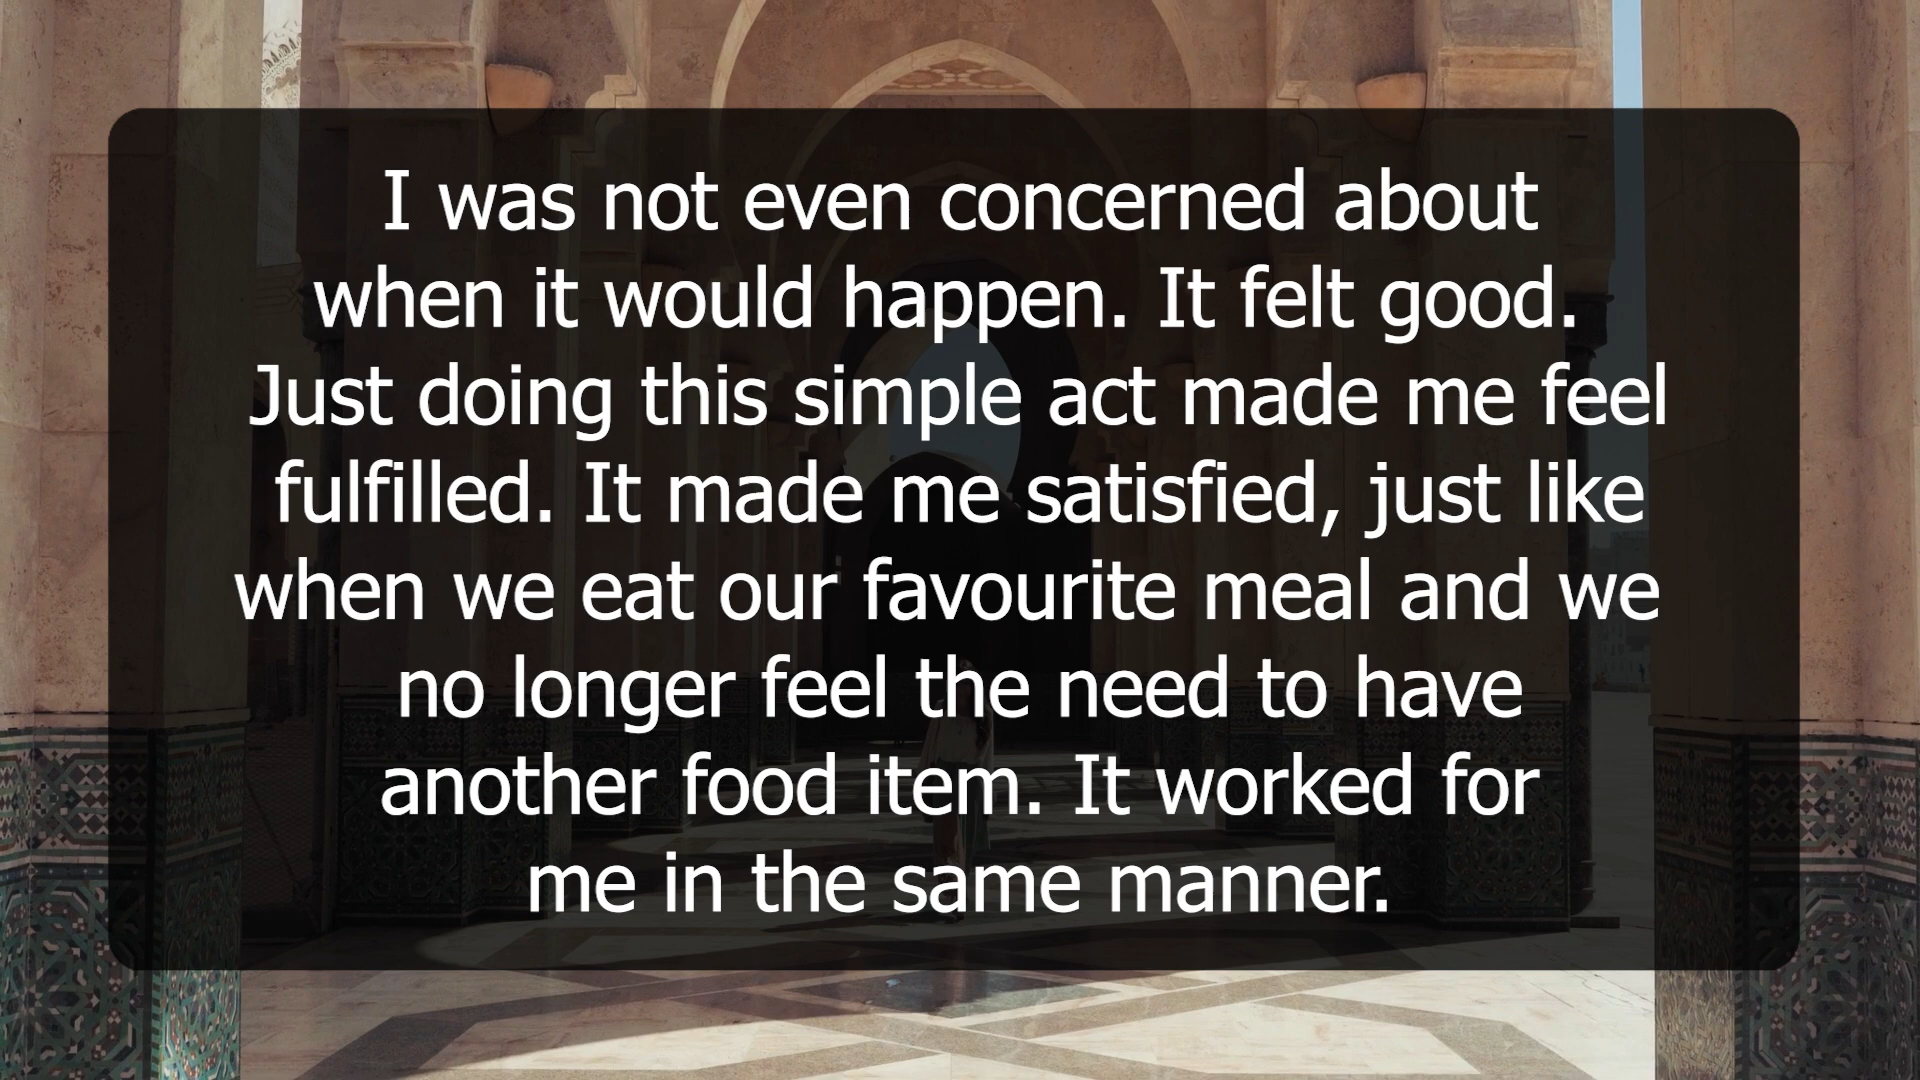 I was not even concerned about
when it would happen. It felt good.
Just doing this simple act made me feel
fulfilled. It made me satisfied, just like
when we eat our favourite meal and we
no longer feel the need to have
another food item. It worked for
me in the same manner.